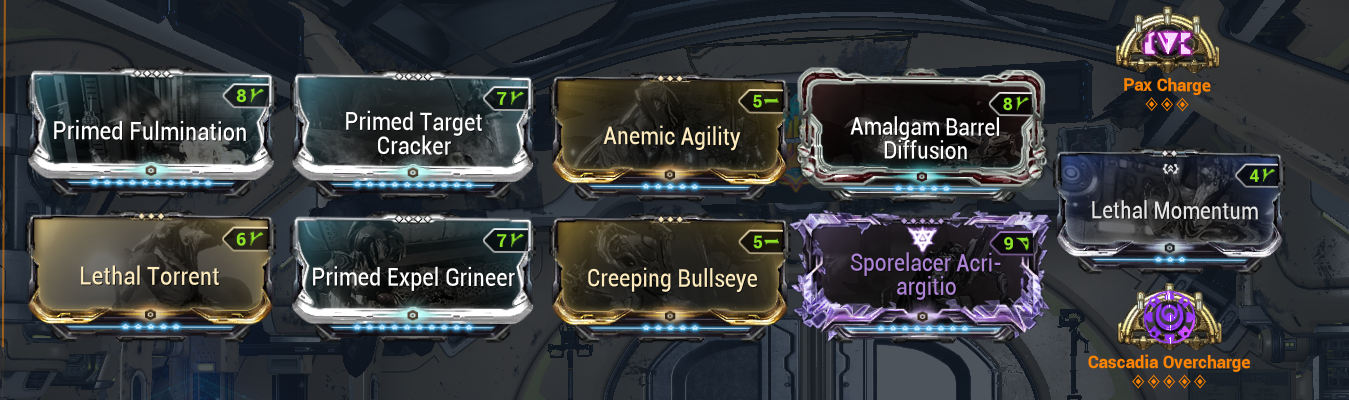 Pax Charge
8
Primed Fulmination
7
Primed Target
Cracker
5
Anemic Agility
8
Amalgam Barrel
Diffusion
4
Lethal Momentum
6
Lethal Torrent
7
Primed Expel Grineer
5
Creeping Bullseye
9
Sporelacer Acri-
argitio
Cascadia Overcharge